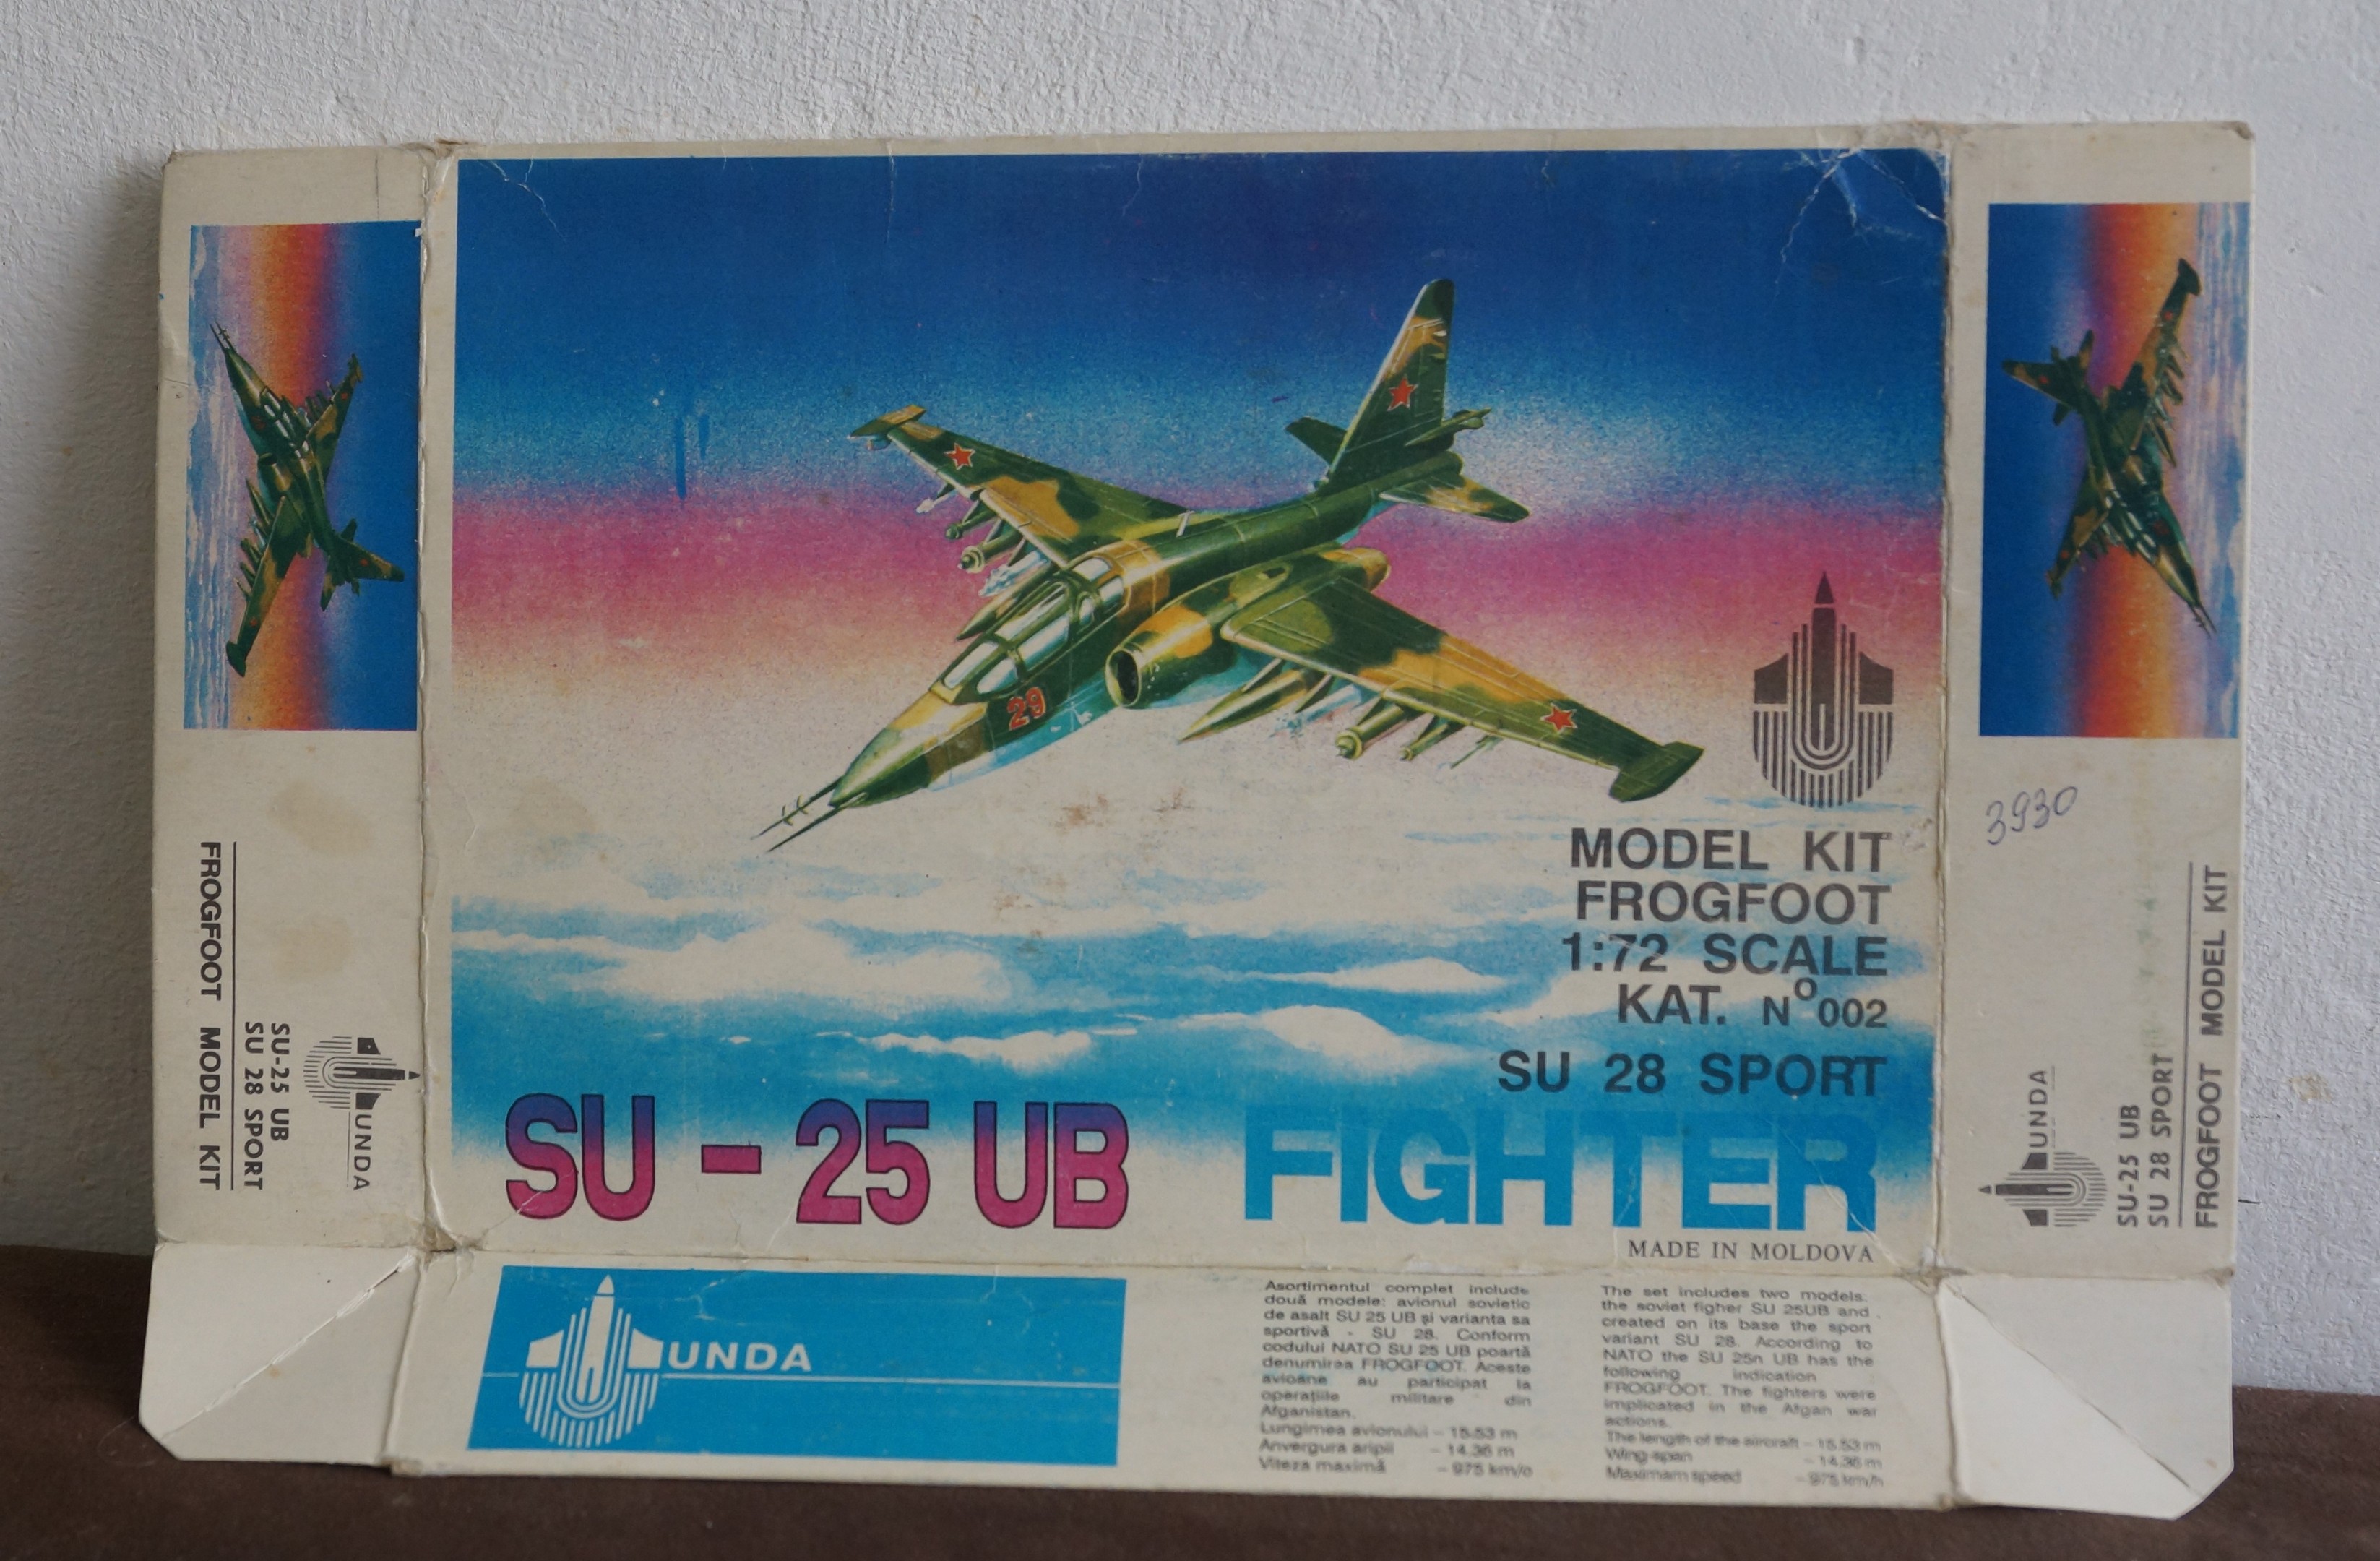 FROGFOOT MODEL KIT
SU-25 UB
SU 28 SPORT
UNDA
29
MODEL KIT
FROGFOOT
1:72 SCALE
KAT. Nº002
SU 28 SPORT
SU - 25 UB FIGHTER
MADE IN MOLDOVA
3930
UNDA
SU-25 UB
SU 28 SPORT
FROGFOOT MODEL KIT
UNDA
Asortimentul complet include
două modele: avionul sovietic
de asalt SU 25 UB şi varianta sa
sportivă - SU 28. Conform
codului NATO SU 25 UB poartă
denumirea FROGFOOT. Aceste
avioane au participat la
operaţiile militare din
Afganistan.
Lungimea avionului - 15.53 m
Anvergura aripii - 14.36 m
Viteza maximă - 975 km/o
The set includes two models.
the soviet figher SU 25UB and
created on its base the sport
variant SU 28. According to
NATO the SU 25n UB has the
following indication
FROGFOOT. The fighters were
implicated in the Afgan war
actions.
The length of the aircraft - 15.53 m
Wing-span - 14.36 m
Maximam speed - 975 km/h